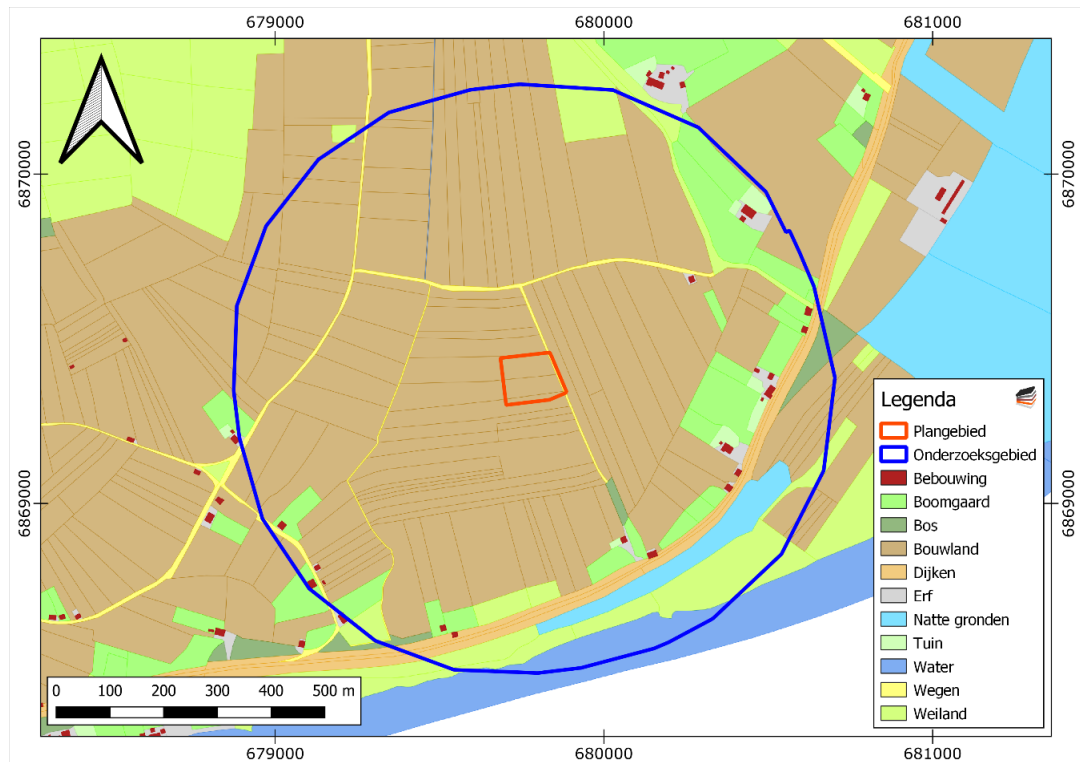 679000 680000 681000
6870000 6870000
6869000 6869000
Legenda
Plangebied
Onderzoeksgebied
Bebouwing
Boomgaard
Bos
Bouwland
Dijken
Erf
Natte gronden
Tuin
Water
Wegen
Weiland
0 100 200 300 400 500 m
679000 680000 681000